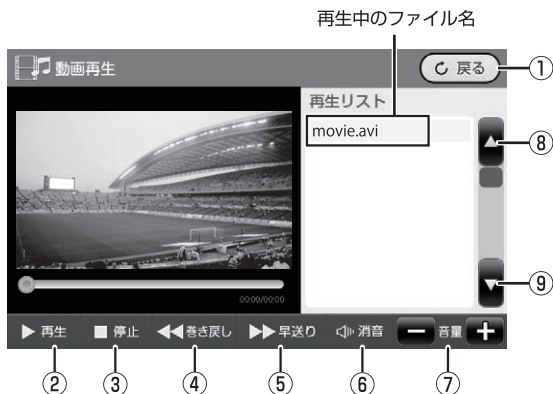 再生中のファイル名
動画再生
戻る
①
再生リスト
movie.avi
⑧
⑨
00:00/00:00
再生 停止 巻き戻し 早送り 消音 音量
② ③ ④ ⑤ ⑥ ⑦